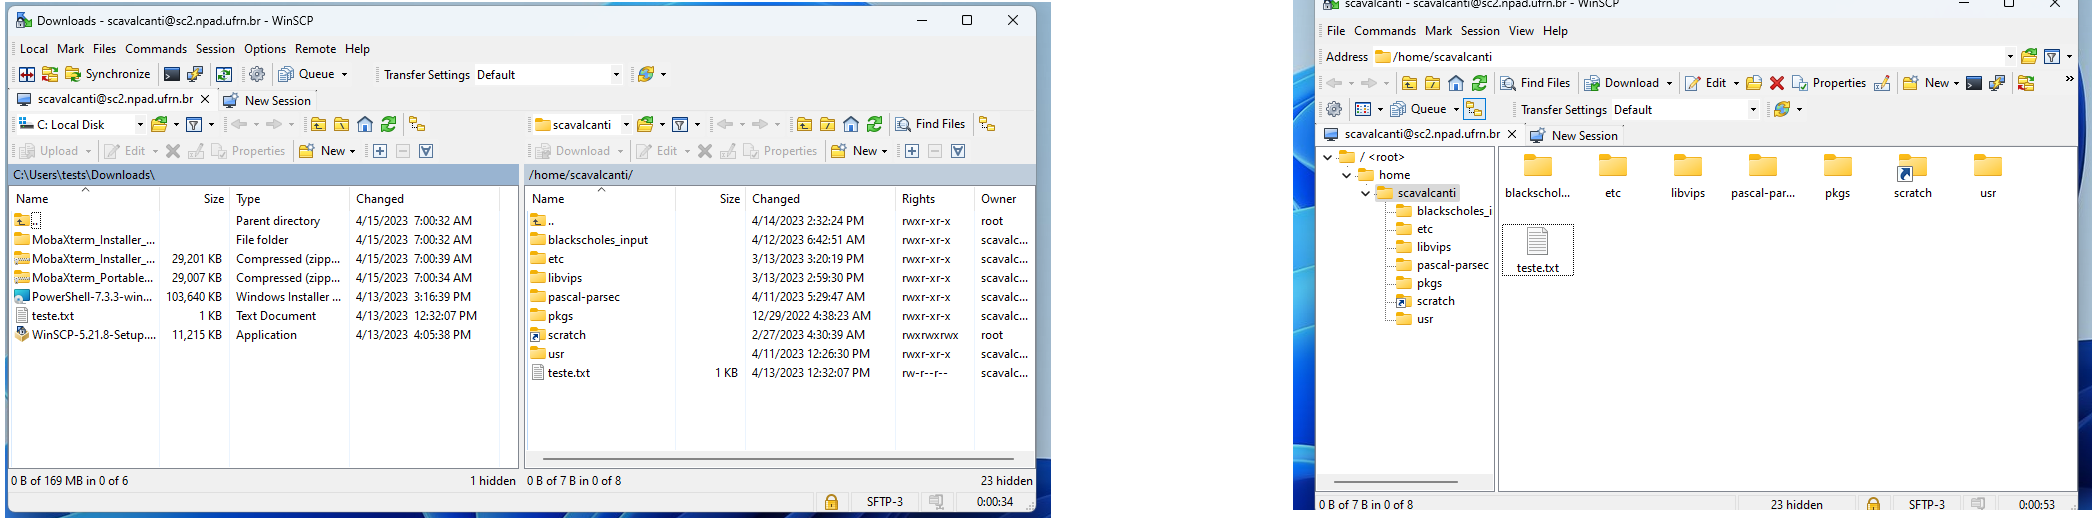 Downloads - scavalcanti@sc2.npad.ufrn.br - WinSCP
Local Mark Files Commands Session Options Remote Help
Synchronize Queue Transfer Settings Default
scavalcanti@sc2.npad.ufrn.br New Session
C: Local Disk scavalcanti Find Files
Upload Edit Properties New Download Edit Properties New
C:\Users\tests\Downloads\ /home/scavalcanti/
Name Size Type Changed Name Size Changed Rights Owner
.. Parent directory 4/15/2023 7:00:32 AM .. 4/14/2023 2:32:24 PM rwxr-xr-x root
MobaXterm_Installer_... File folder 4/15/2023 7:00:32 AM blackscholes_input 4/12/2023 6:42:51 AM rwxr-xr-x scavalc...
MobaXterm_Installer_... 29,201 KB Compressed (zipp... 4/15/2023 7:00:39 AM etc 3/13/2023 3:20:19 PM rwxr-xr-x scavalc...
MobaXterm_Portable... 29,007 KB Compressed (zipp... 4/15/2023 7:00:34 AM libvips 3/13/2023 2:59:30 PM rwxr-xr-x scavalc...
PowerShell-7.3.3-win... 103,640 KB Windows Installer ... 4/13/2023 3:16:39 PM pascal-parsec 4/11/2023 5:29:47 AM rwxr-xr-x scavalc...
teste.txt 1 KB Text Document 4/13/2023 12:32:07 PM pkgs 12/29/2022 4:38:23 AM rwxr-xr-x scavalc...
WinSCP-5.21.8-Setup.... 11,215 KB Application 4/13/2023 4:05:38 PM scratch 2/27/2023 4:30:39 AM rwxrwxrwx root
usr 4/11/2023 12:26:30 PM rwxr-xr-x scavalc...
teste.txt 1 KB 4/13/2023 12:32:07 PM rw-r--r-- scavalc...
0 B of 169 MB in 0 of 6 1 hidden 0 B of 7 B in 0 of 8 23 hidden
SFTP-3 0:00:34
scavalcanti - scavalcanti@sc2.npad.ufrn.br - WinSCP
File Commands Mark Session View Help
Address /home/scavalcanti
Find Files Download Edit Properties New »
Queue Transfer Settings Default
scavalcanti@sc2.npad.ufrn.br New Session
/ <root>
home
scavalcanti
blackscholes_i
etc
libvips
pascal-parsec
pkgs
scratch
usr
blackschol... etc libvips pascal-par... pkgs scratch usr
teste.txt
0 B of 7 B in 0 of 8 23 hidden SFTP-3 0:00:53